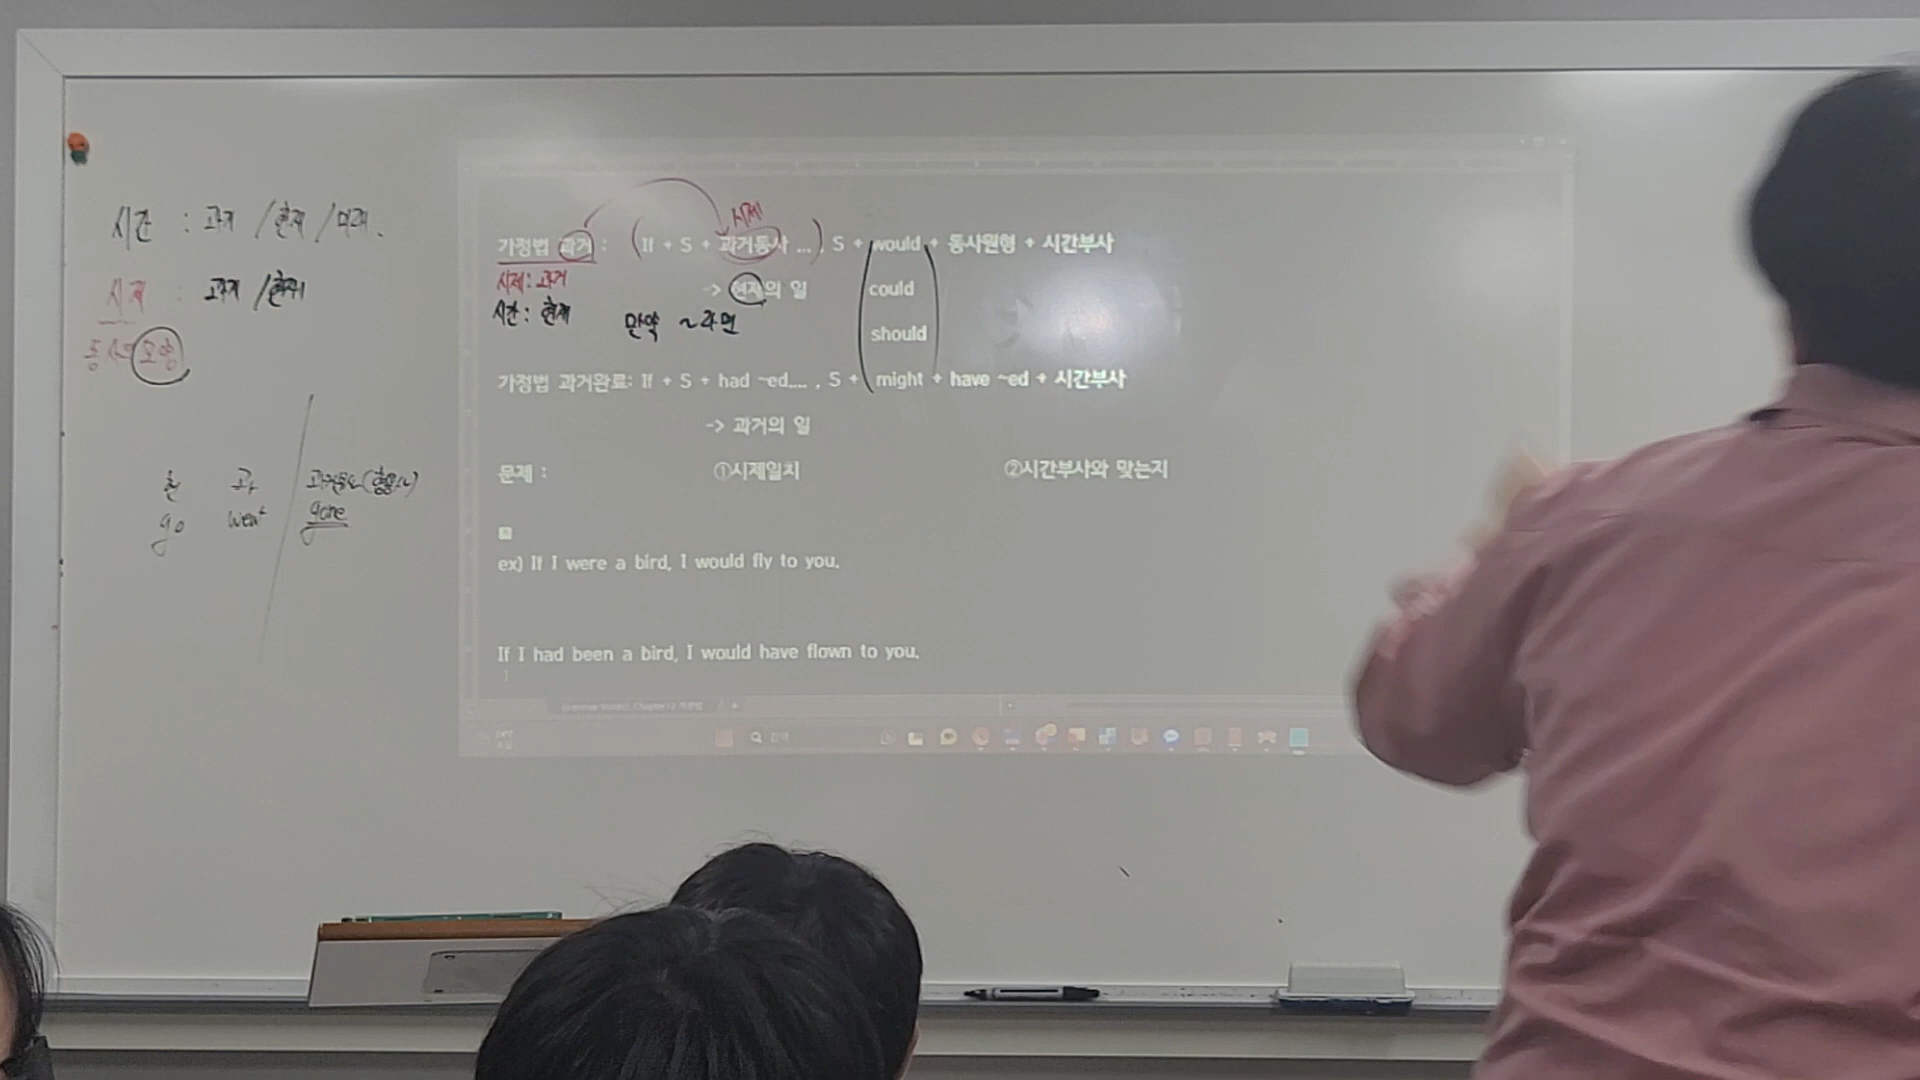 시간 : 과거 / 현재 / 미래.
시제 : 과거 / 현재
동사의 모양
현 과 과거분사(형용사)
go went gone
시제
가정법 과거 : (If + S + 과거동사 ...) , S + would + 동사원형 + 시간부사
시제 : 과거
-> 현재의 일 could
시간 : 현재 만약 ~라면
should
가정법 과거완료: If + S + had ~ed.... , S + might + have ~ed + 시간부사
-> 과거의 일
문제 : ①시제일치 ②시간부사와 맞는지
ex) If I were a bird, I would fly to you.
If I had been a bird, I would have flown to you.
검색